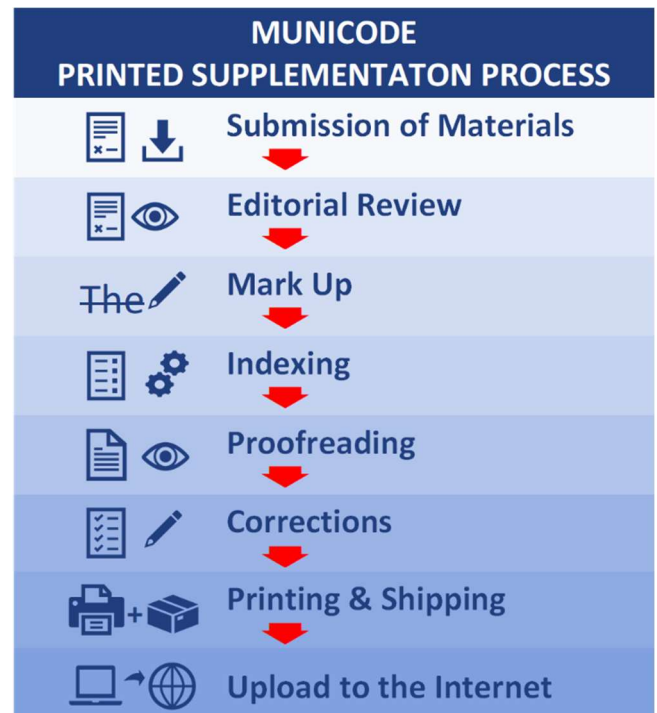 MUNICODE
PRINTED SUPPLEMENTATON PROCESS
Submission of Materials
Editorial Review
The
Mark Up
Indexing
Proofreading
Corrections
Printing & Shipping
Upload to the Internet